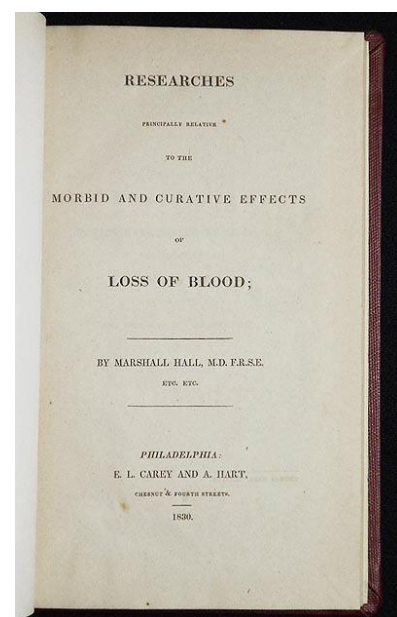 RESEARCHES
PRINCIPALLY RELATIVE
TO THE
MORBID AND CURATIVE EFFECTS
OF
LOSS OF BLOOD;
BY MARSHALL HALL, M.D. F.R.S.E.
ETC. ETC.
PHILADELPHIA:
E. L. CAREY AND A. HART,
CHESNUT & FOURTH STREETS.
1830.